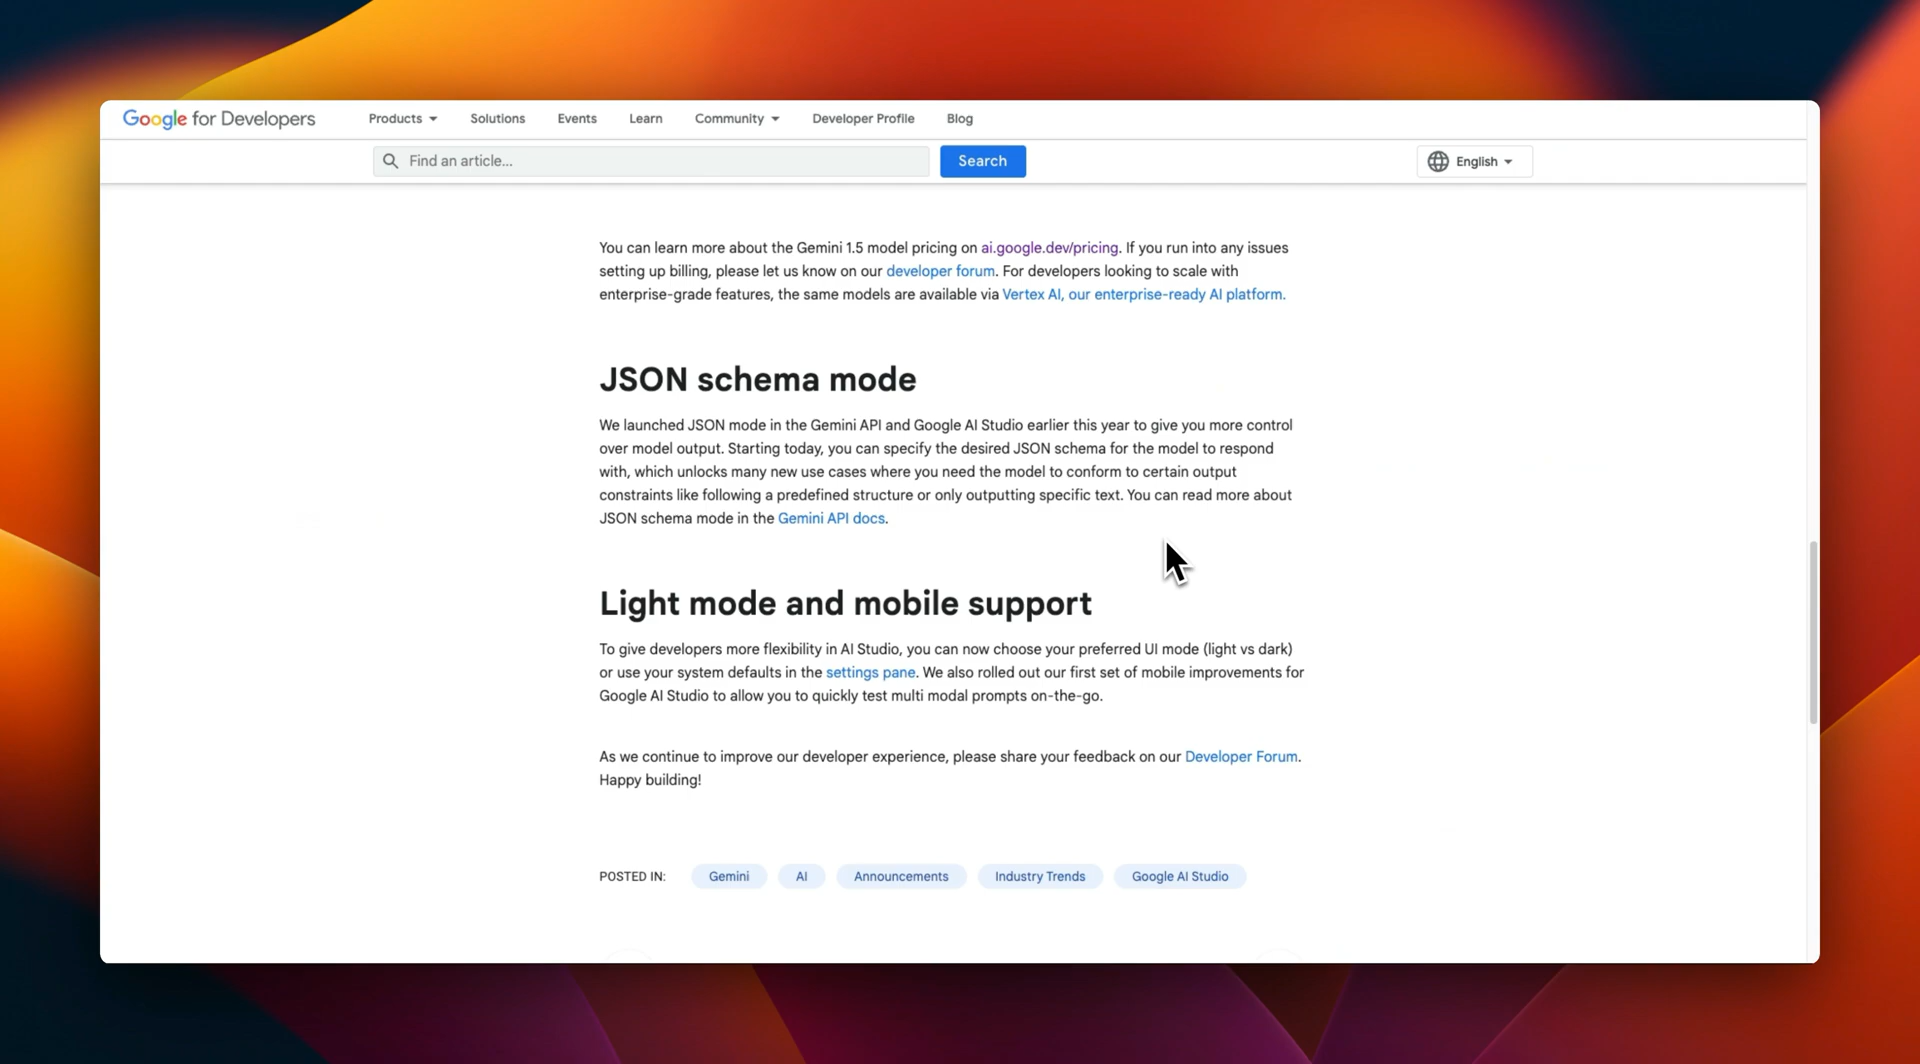 Google for Developers Products Solutions Events Learn Community Developer Profile Blog
Find an article... Search English
You can learn more about the Gemini 1.5 model pricing on ai.google.dev/pricing. If you run into any issues
setting up billing, please let us know on our developer forum. For developers looking to scale with
enterprise-grade features, the same models are available via Vertex AI, our enterprise-ready AI platform.
JSON schema mode
We launched JSON mode in the Gemini API and Google AI Studio earlier this year to give you more control
over model output. Starting today, you can specify the desired JSON schema for the model to respond
with, which unlocks many new use cases where you need the model to conform to certain output
constraints like following a predefined structure or only outputting specific text. You can read more about
JSON schema mode in the Gemini API docs.
Light mode and mobile support
To give developers more flexibility in AI Studio, you can now choose your preferred UI mode (light vs dark)
or use your system defaults in the settings pane. We also rolled out our first set of mobile improvements for
Google AI Studio to allow you to quickly test multi modal prompts on-the-go.
As we continue to improve our developer experience, please share your feedback on our Developer Forum.
Happy building!
POSTED IN: Gemini AI Announcements Industry Trends Google AI Studio